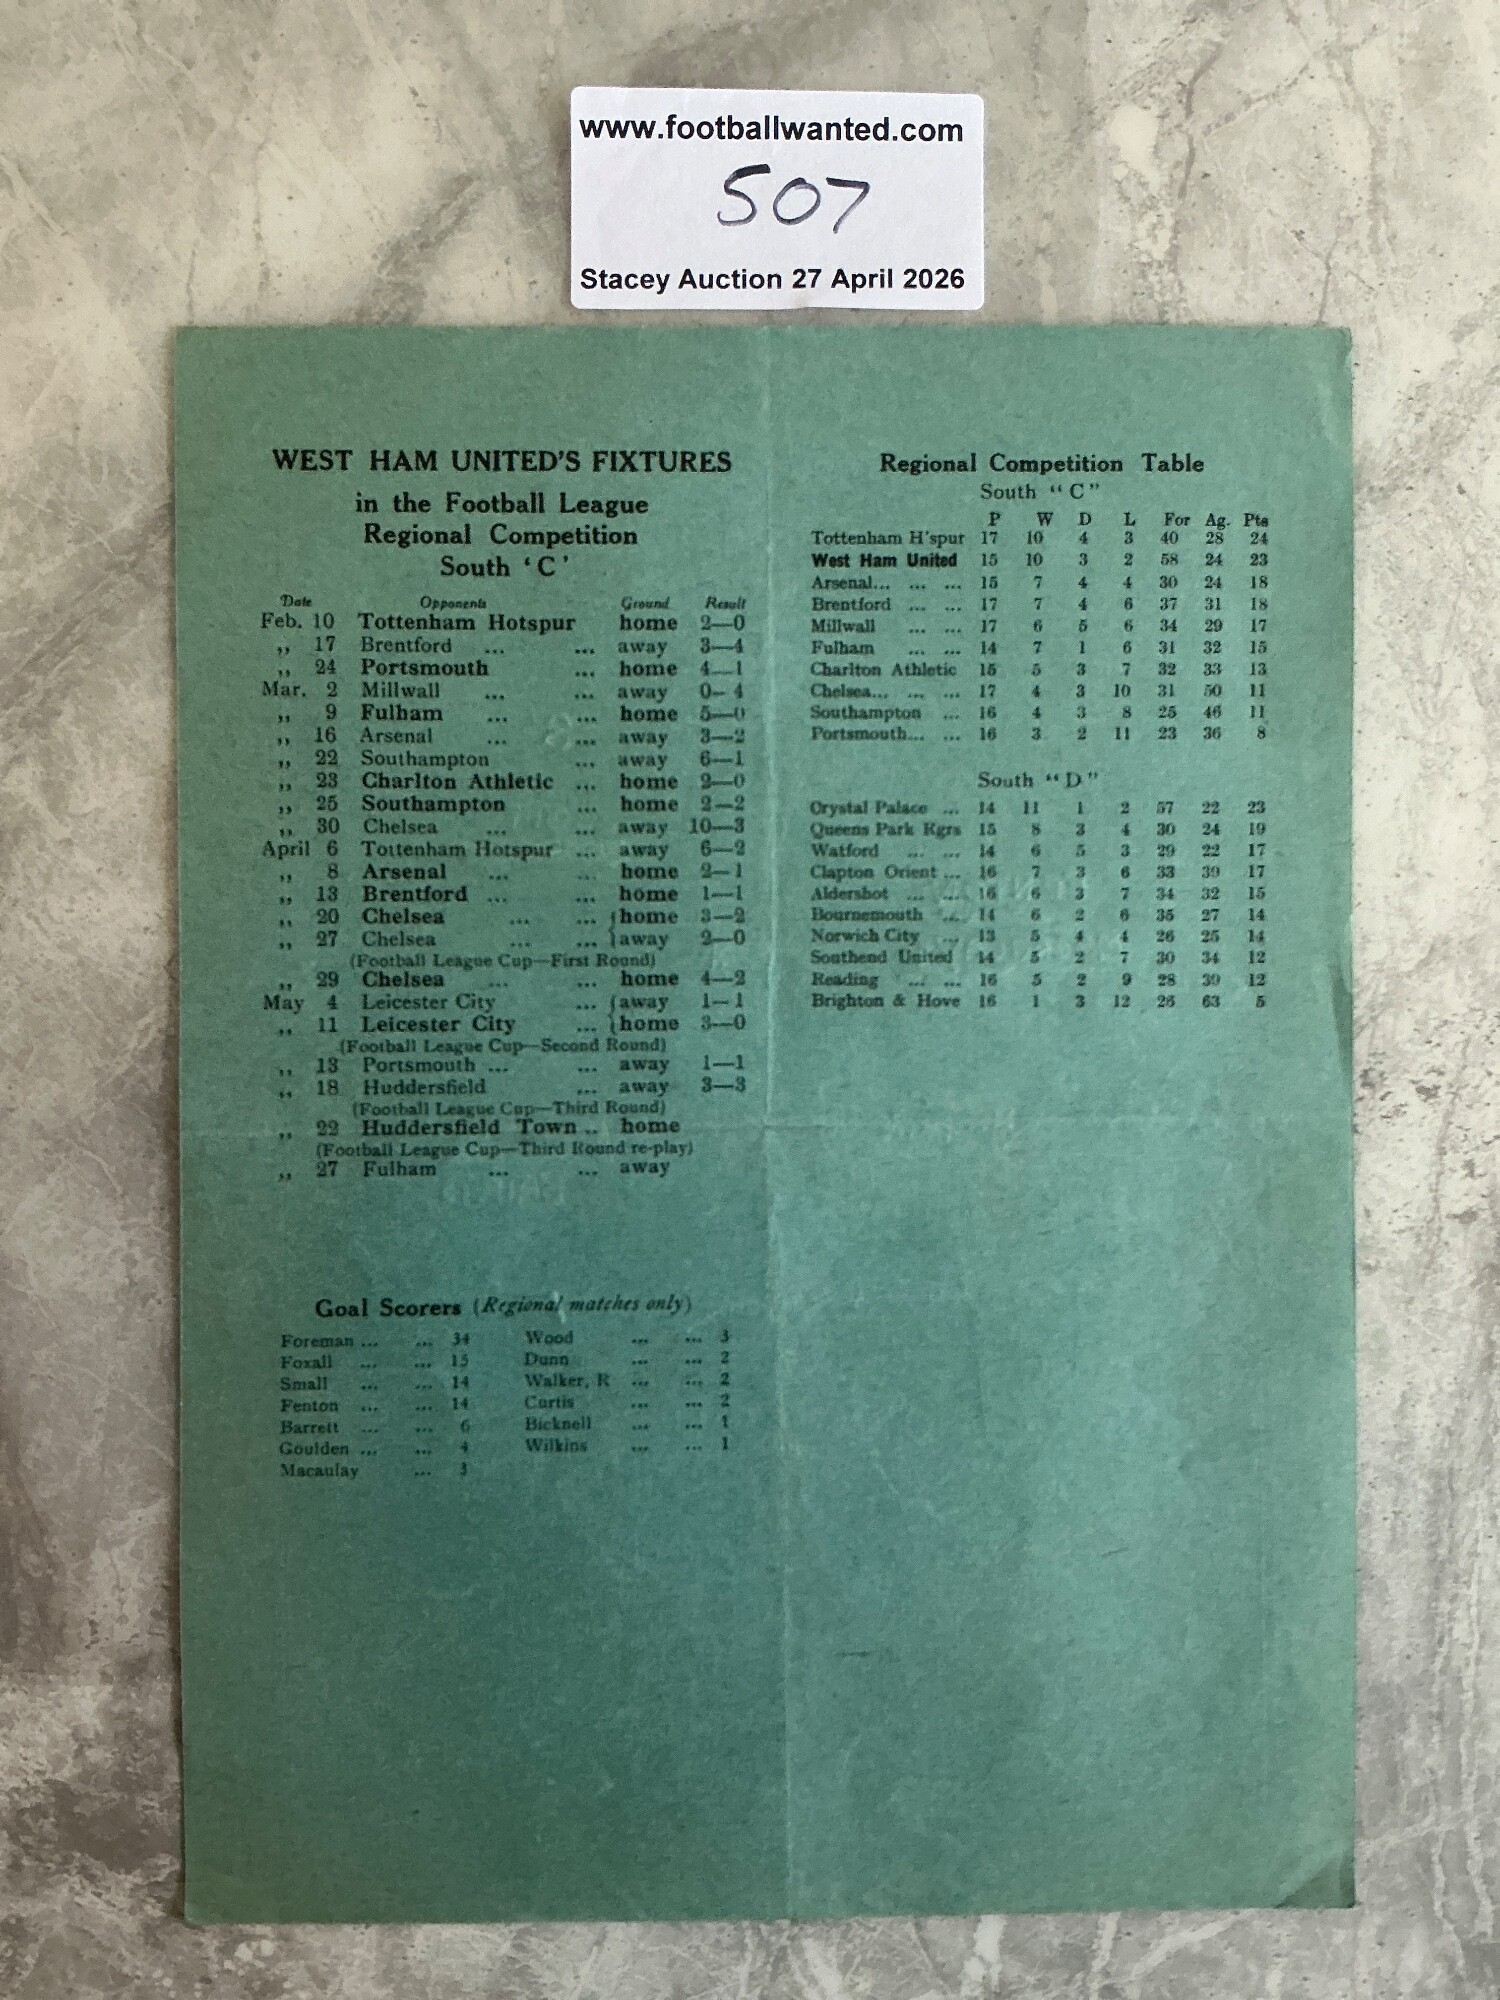 www.footballwanted.com
507
Stacey Auction 27 April 2026
WEST HAM UNITED'S FIXTURES
in the Football League
Regional Competition
South 'C'
Date Opponents Ground Result
Feb. 10 Tottenham Hotspur home 2—0
,, 17 Brentford ... ... away 3—4
,, 24 Portsmouth ... home 4—1
Mar. 2 Millwall ... ... away 0—4
,, 9 Fulham ... ... home 5—0
,, 16 Arsenal ... ... away 3—2
,, 22 Southampton ... away 6—1
,, 23 Charlton Athletic ... home 2—0
,, 25 Southampton ... home 2—2
,, 30 Chelsea ... ... away 10—3
April 6 Tottenham Hotspur ... away 6—2
,, 8 Arsenal ... ... home 2—1
,, 13 Brentford ... ... home 1—1
,, 20 Chelsea ... ... {home 3—2
,, 27 Chelsea ... ... {away 2—0
(Football League Cup—First Round)
,, 29 Chelsea ... ... home 4—2
May 4 Leicester City ... {away 1—1
,, 11 Leicester City ... {home 3—0
(Football League Cup—Second Round)
,, 13 Portsmouth ... ... away 1—1
,, 18 Huddersfield ... away 3—3
(Football League Cup—Third Round)
,, 22 Huddersfield Town .. home
(Football League Cup—Third Round re-play)
,, 27 Fulham ... ... away
Goal Scorers (Regional matches only)
Foreman ... ... 34
Foxall ... ... 15
Small ... ... 14
Fenton ... ... 14
Barrett ... ... 6
Goulden ... ... 4
Macaulay ... 3
Wood ... ... 3
Dunn ... ... 2
Walker, R ... ... 2
Curtis ... ... 2
Bicknell ... ... 1
Wilkins ... ... 1
Regional Competition Table
South "C"
P W D L For Ag. Pts
Tottenham H'spur 17 10 4 3 40 28 24
West Ham United 15 10 3 2 58 24 23
Arsenal... ... ... 15 7 4 4 30 24 18
Brentford ... ... 17 7 4 6 37 31 18
Millwall ... ... 17 6 5 6 34 29 17
Fulham ... ... 14 7 1 6 31 32 15
Charlton Athletic 15 5 3 7 32 33 13
Chelsea... ... ... 17 4 3 10 31 50 11
Southampton ... 16 4 3 8 25 46 11
Portsmouth... ... 16 3 2 11 23 36 8
South "D"
Crystal Palace ... 14 11 1 2 57 22 23
Queens Park Rgrs 15 8 3 4 30 24 19
Watford ... ... 14 6 5 3 29 22 17
Clapton Orient ... 16 7 3 6 33 39 17
Aldershot ... ... 16 6 3 7 34 32 15
Bournemouth ... 14 6 2 6 35 27 14
Norwich City ... 13 5 4 4 26 25 14
Southend United 14 5 2 7 30 34 12
Reading ... ... 16 5 2 9 28 39 12
Brighton & Hove 16 1 3 12 26 63 5